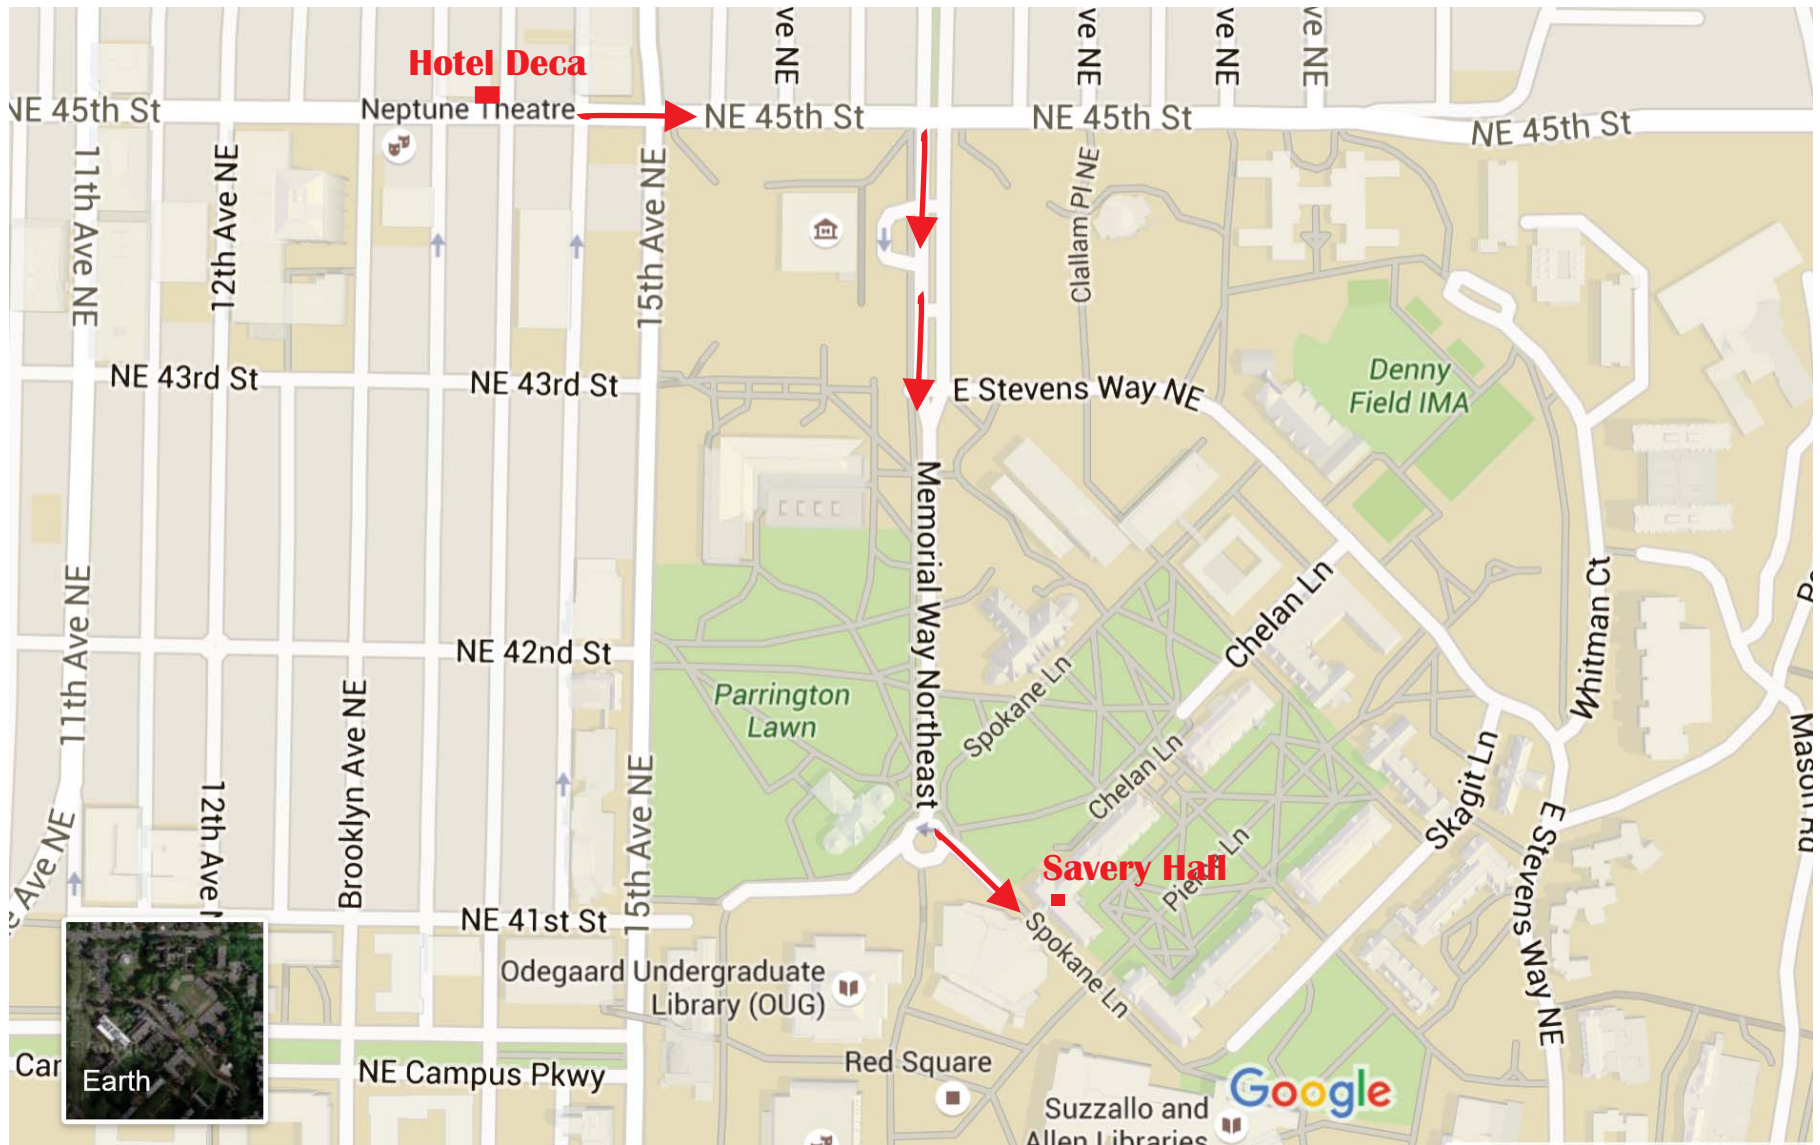 ve NE
ve NE
ve NE
ve NE
Hotel Deca
Neptune Theatre
NE 45th St
NE 45th St
NE 45th St
NE 45th St
11th Ave NE
12th Ave NE
15th Ave NE
Clallam Pl NE
NE 43rd St
NE 43rd St
E Stevens Way NE
Denny
Field IMA
Memorial Way Northeast
11th Ave NE
Chelan Ln
Whitman Ct
NE 42nd St
Parrington
Lawn
Spokane Ln
Brooklyn Ave NE
12th Ave N
15th Ave NE
Chelan Ln
Skagit Ln
Mason Rd
e Ave NE
Savery Hall
Pierce Ln
E Stevens Way NE
NE 41st St
Spokane Ln
Odegaard Undergraduate
Library (OUG)
Car
Earth
NE Campus Pkwy
Red Square
Google
Suzzallo and
Allen Libraries